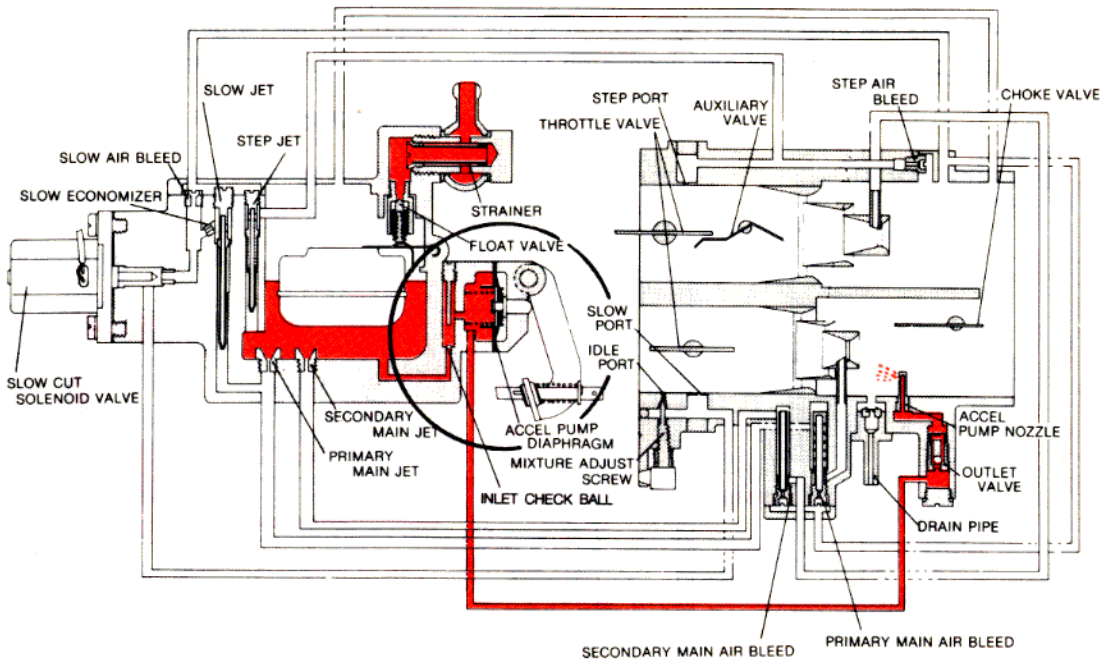 SLOW JET
STEP JET
SLOW AIR BLEED
SLOW ECONOMIZER
STRAINER
FLOAT VALVE
STEP PORT
THROTTLE VALVE
AUXILIARY
VALVE
STEP AIR
BLEED
CHOKE VALVE
SLOW
PORT
IDLE
PORT
SLOW CUT
SOLENOID VALVE
SECONDARY
MAIN JET
PRIMARY
MAIN JET
ACCEL PUMP
DIAPHRAGM
MIXTURE ADJUST
SCREW
INLET CHECK BALL
ACCEL
PUMP NOZZLE
OUTLET
VALVE
DRAIN PIPE
SECONDARY MAIN AIR BLEED
PRIMARY MAIN AIR BLEED